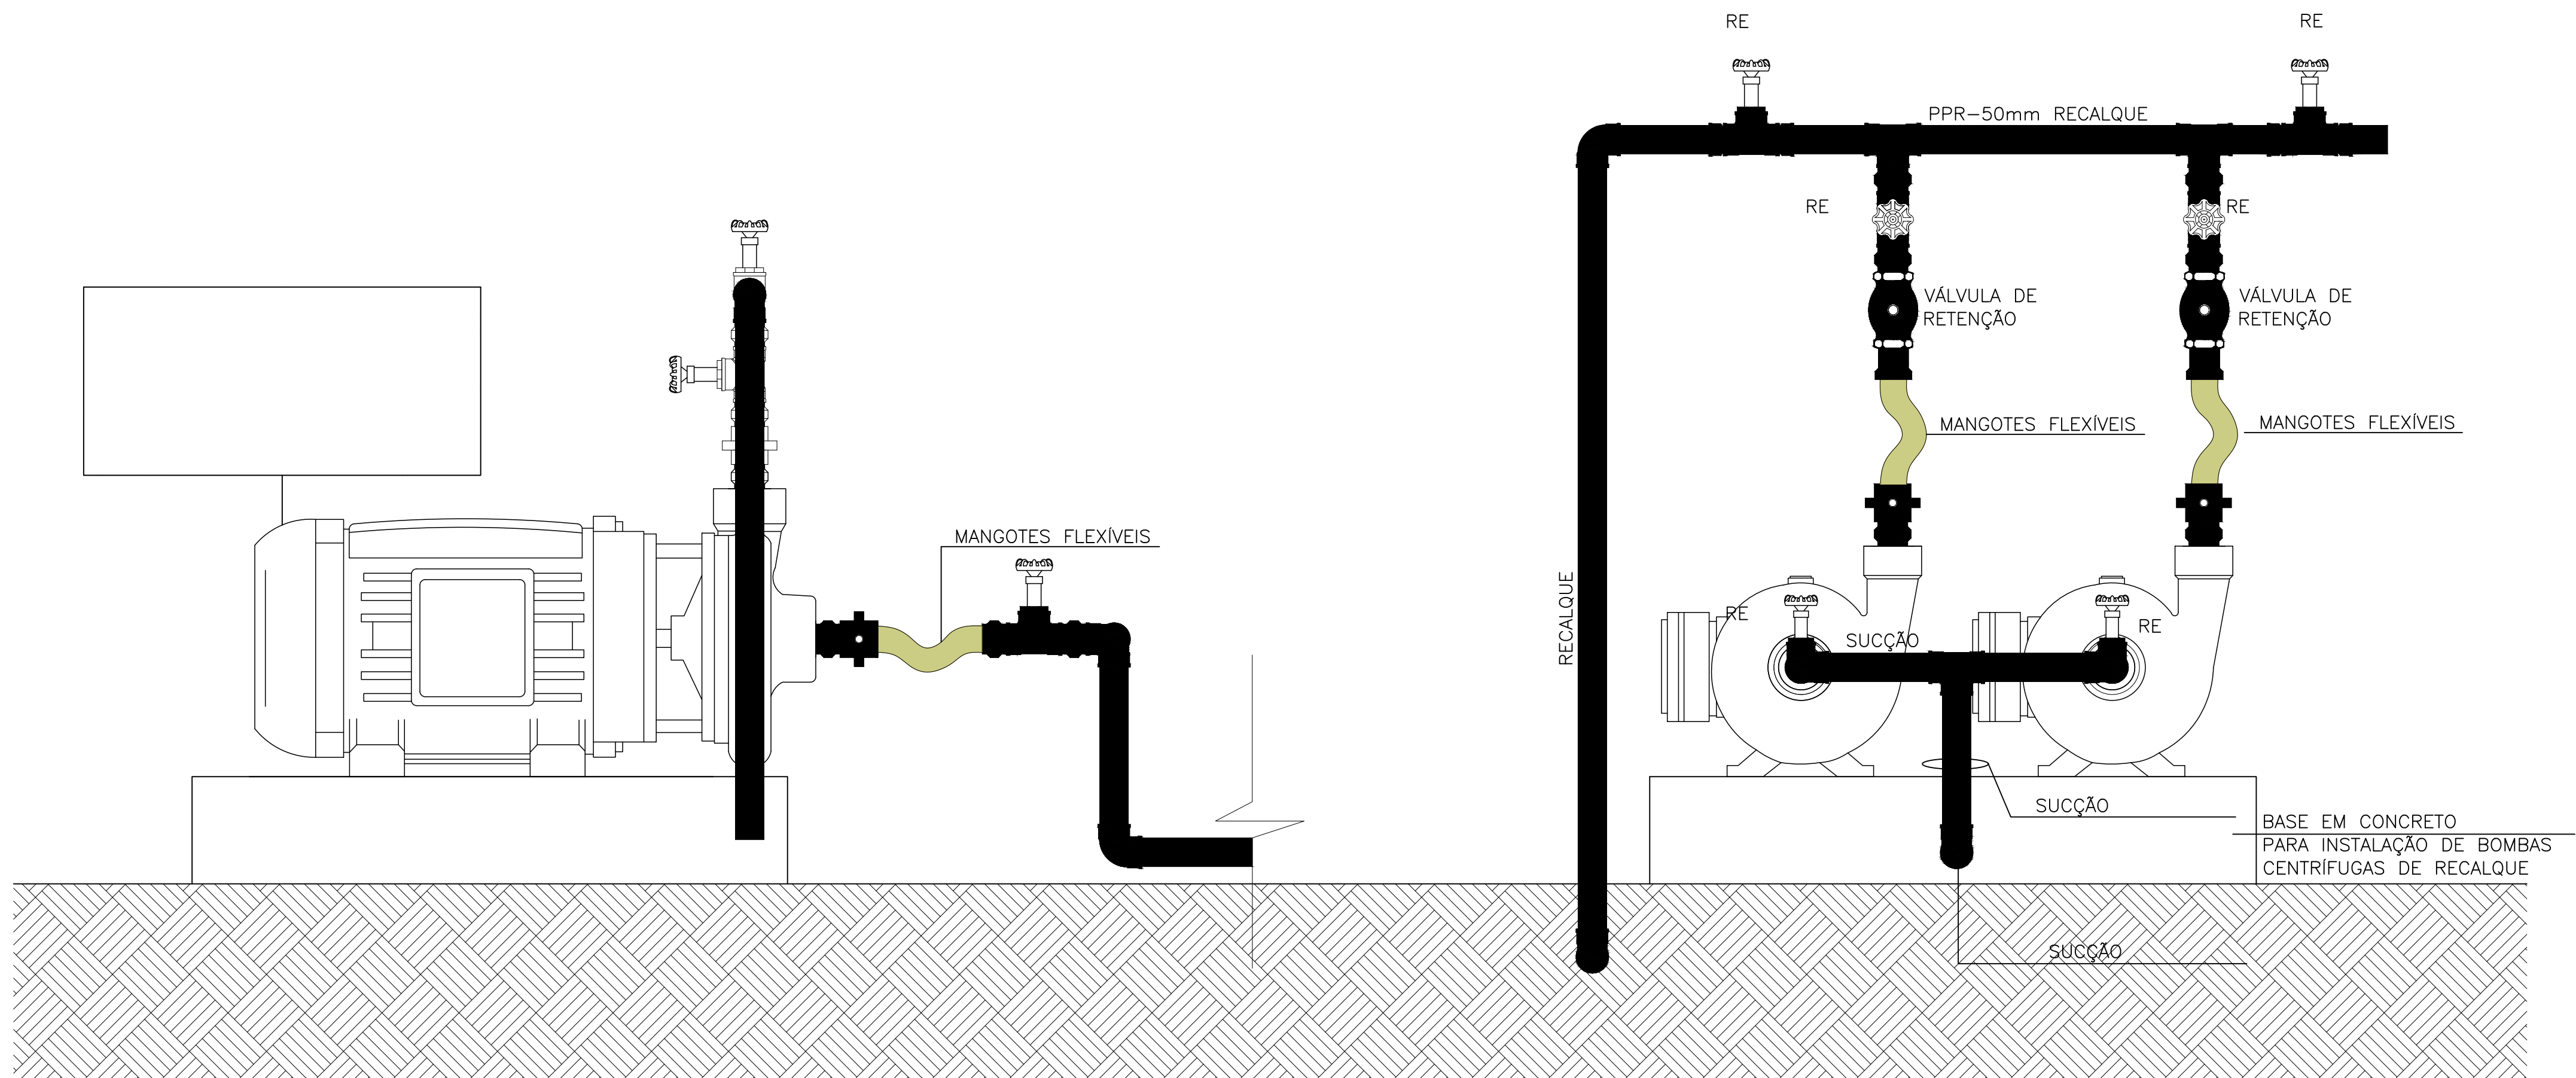 RE
RE
PPR-50mm RECALQUE
RE
RE
VÁLVULA DE
RETENÇÃO
VÁLVULA DE
RETENÇÃO
MANGOTES FLEXÍVEIS
MANGOTES FLEXÍVEIS
MANGOTES FLEXÍVEIS
RECALQUE
RE
RE
SUCÇÃO
SUCÇÃO
BASE EM CONCRETO
PARA INSTALAÇÃO DE BOMBAS
CENTRÍFUGAS DE RECALQUE
SUCÇÃO